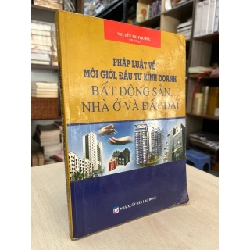 PHÁP LUẬT VỀ
MÔI GIỚI, ĐẦU TƯ KINH DOANH
BẤT ĐỘNG SẢN,
NHÀ Ở VÀ ĐẤT ĐAI